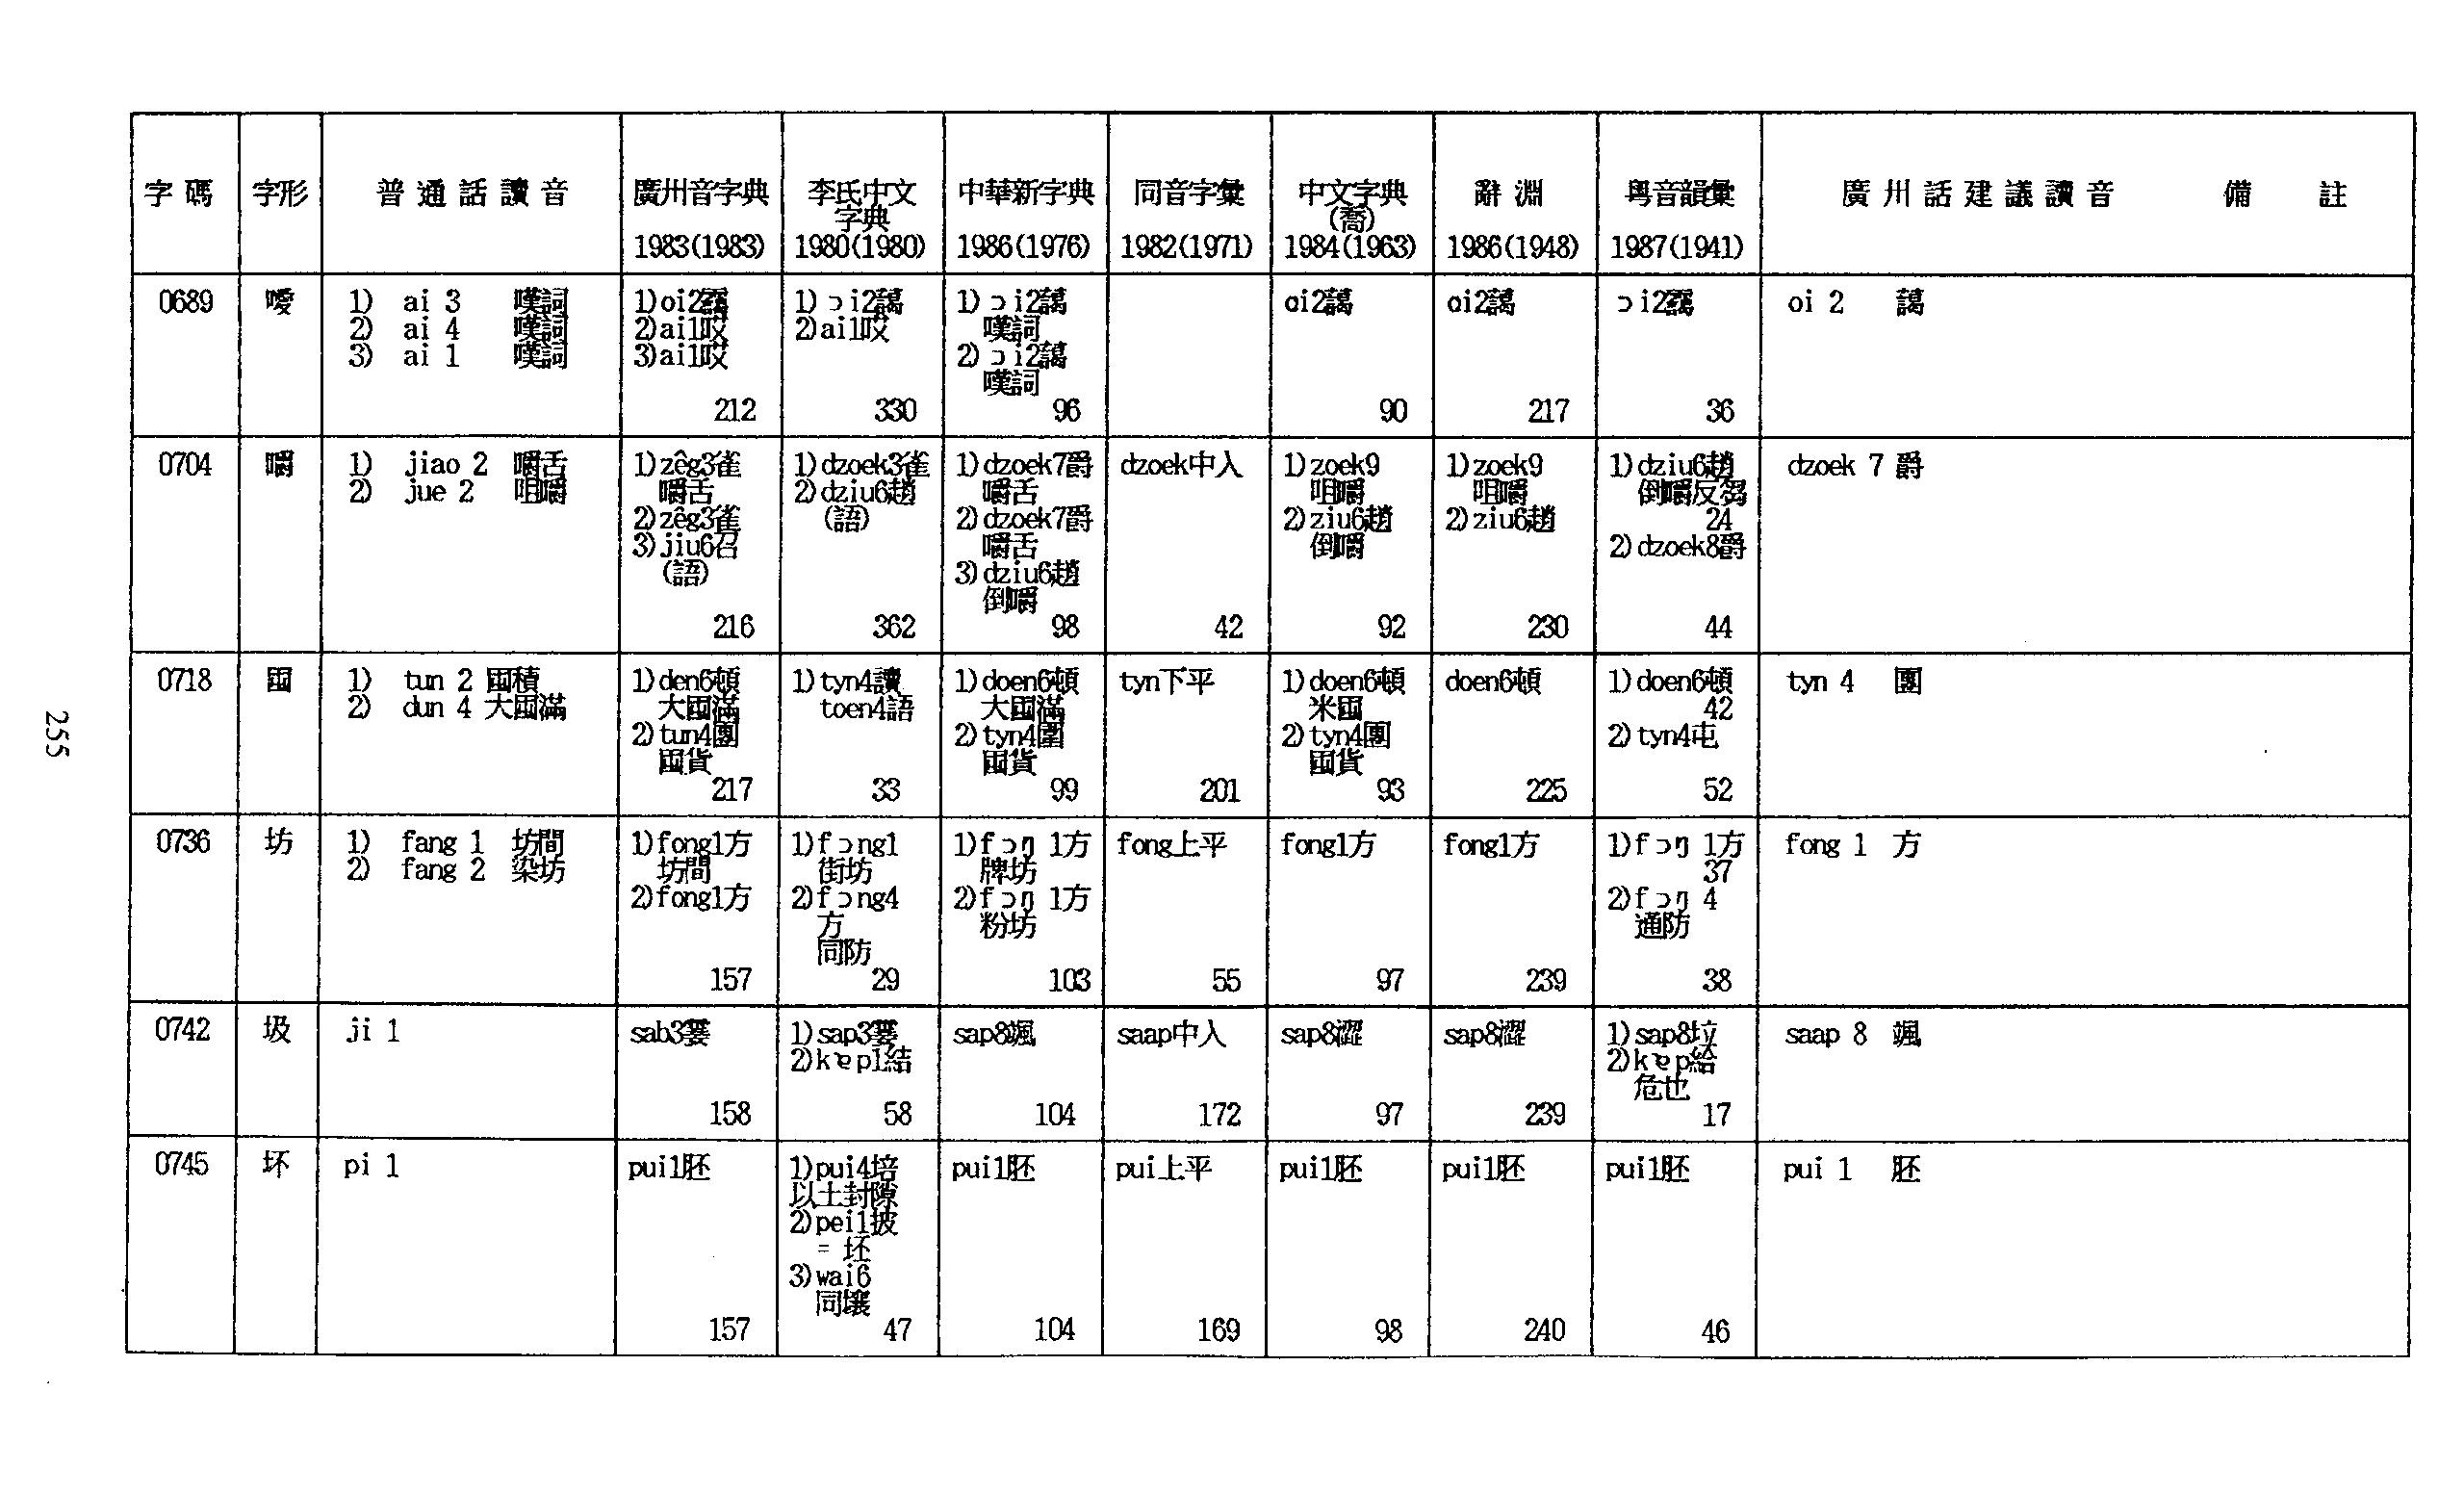 字碼 字形 普通話讀音 廣州音字典 李氏中文 中華新字典 同音字彙 中文字典 辭淵 粵音韻彙 廣州話建議讀音 備註
字典 (喬)
1983(1983) 1980(1980) 1986(1976) 1982(1971) 1984(1963) 1986(1948) 1987(1941)
0689 噯 1) ai 3 嘆詞 1)oi2靄 1)ɔi2藹 1)ɔi2藹 oi2藹 oi2藹 ɔi2靄 oi 2 藹
2) ai 4 嘆詞 2)ai1哎 2)ai1哎 嘆詞
3) ai 1 嘆詞 3)ai1哎 2)ɔi2藹
嘆詞
212 330 96 90 217 36
0704 嚼 1) jiao 2 嚼舌 1)zêg3雀 1)dzoek3雀 1)dzoek7爵 dzoek中入 1)zoek9 1)zoek9 1)dziu6趙 dzoek 7 爵
2) jue 2 咀嚼 嚼舌 2)dziu6趙 嚼舌 咀嚼 咀嚼 倒嚼反芻
2)zêg3雀 (語) 2)dzoek7爵 2)ziu6趙 2)ziu6趙 24
3)jiu6召 嚼舌 倒嚼 2)dzoek8爵
(語) 3)dziu6趙
倒嚼
216 362 98 42 92 230 44
0718 囤 1) tun 2 囤積 1)den6頓 1)tyn4讀 1)doen6頓 tyn下平 1)doen6頓 doen6頓 1)doen6頓 tyn 4 團
2) dun 4 大囤滿 大囤滿 toen4語 大囤滿 米囤 42
2)tun4團 2)tyn4團 2)tyn4團 2)tyn4屯
囤貨 囤貨 囤貨
217 33 99 201 93 225 52
0736 坊 1) fang 1 坊間 1)fong1方 1)fɔng1 1)fɔŋ 1方 fong上平 fong1方 fong1方 1)fɔŋ 1方 fong 1 方
2) fang 2 染坊 坊間 街坊 牌坊 37
2)fong1方 2)fɔng4 2)fɔŋ 1方 2)fɔŋ 4
方 粉坊 通防
同防
157 29 103 55 97 239 38
0742 圾 ji 1 sab3霎 1)sap3霎 sap8颯 saap中入 sap8澀 sap8澀 1)sap8垃 saap 8 颯
2)kɐp1結 2)kɐp給
危也
158 58 104 172 97 239 17
0745 坯 pi 1 pui1胚 1)pui4培 pui1胚 pui上平 pui1胚 pui1胚 pui1胚 pui 1 胚
以土封隙
2)pei1披
= 坯
3)wai6
同壞
157 47 104 169 98 240 46
255